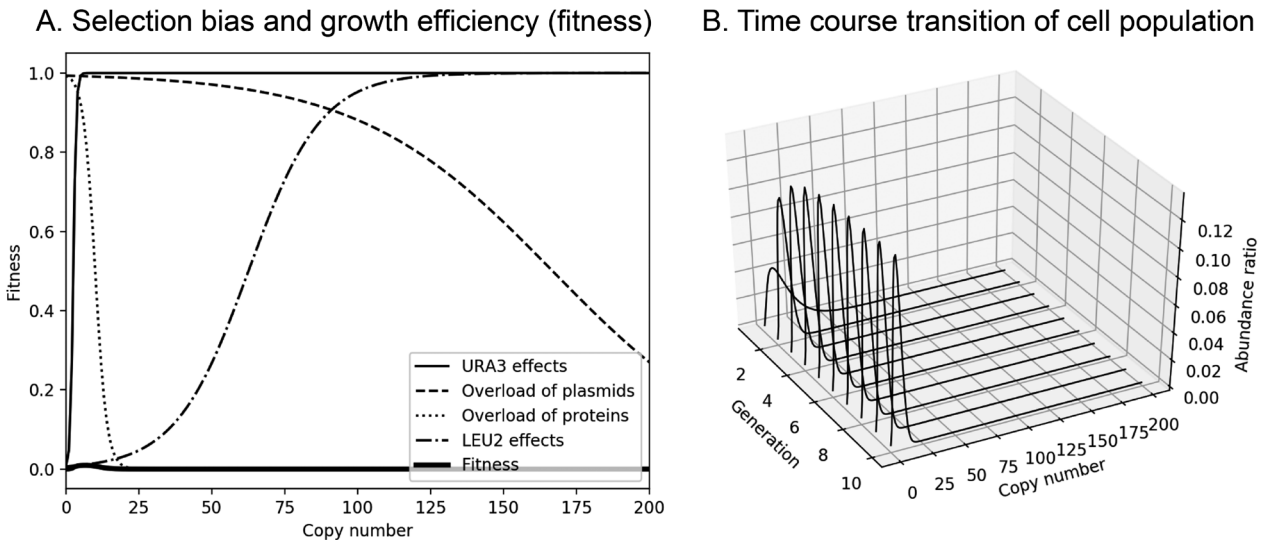 A. Selection bias and growth efficiency (fitness)
1.0
0.8
0.6
0.4
0.2
0.0
Fitness
0 25 50 75 100 125 150 175 200
Copy number
URA3 effects
Overload of plasmids
Overload of proteins
LEU2 effects
Fitness
B. Time course transition of cell population
2
4
6
8
10
Generation
0 25 50 75 100 125 150 175 200
Copy number
0.12
0.10
0.08
0.06
0.04
0.02
0.00
Abundance ratio